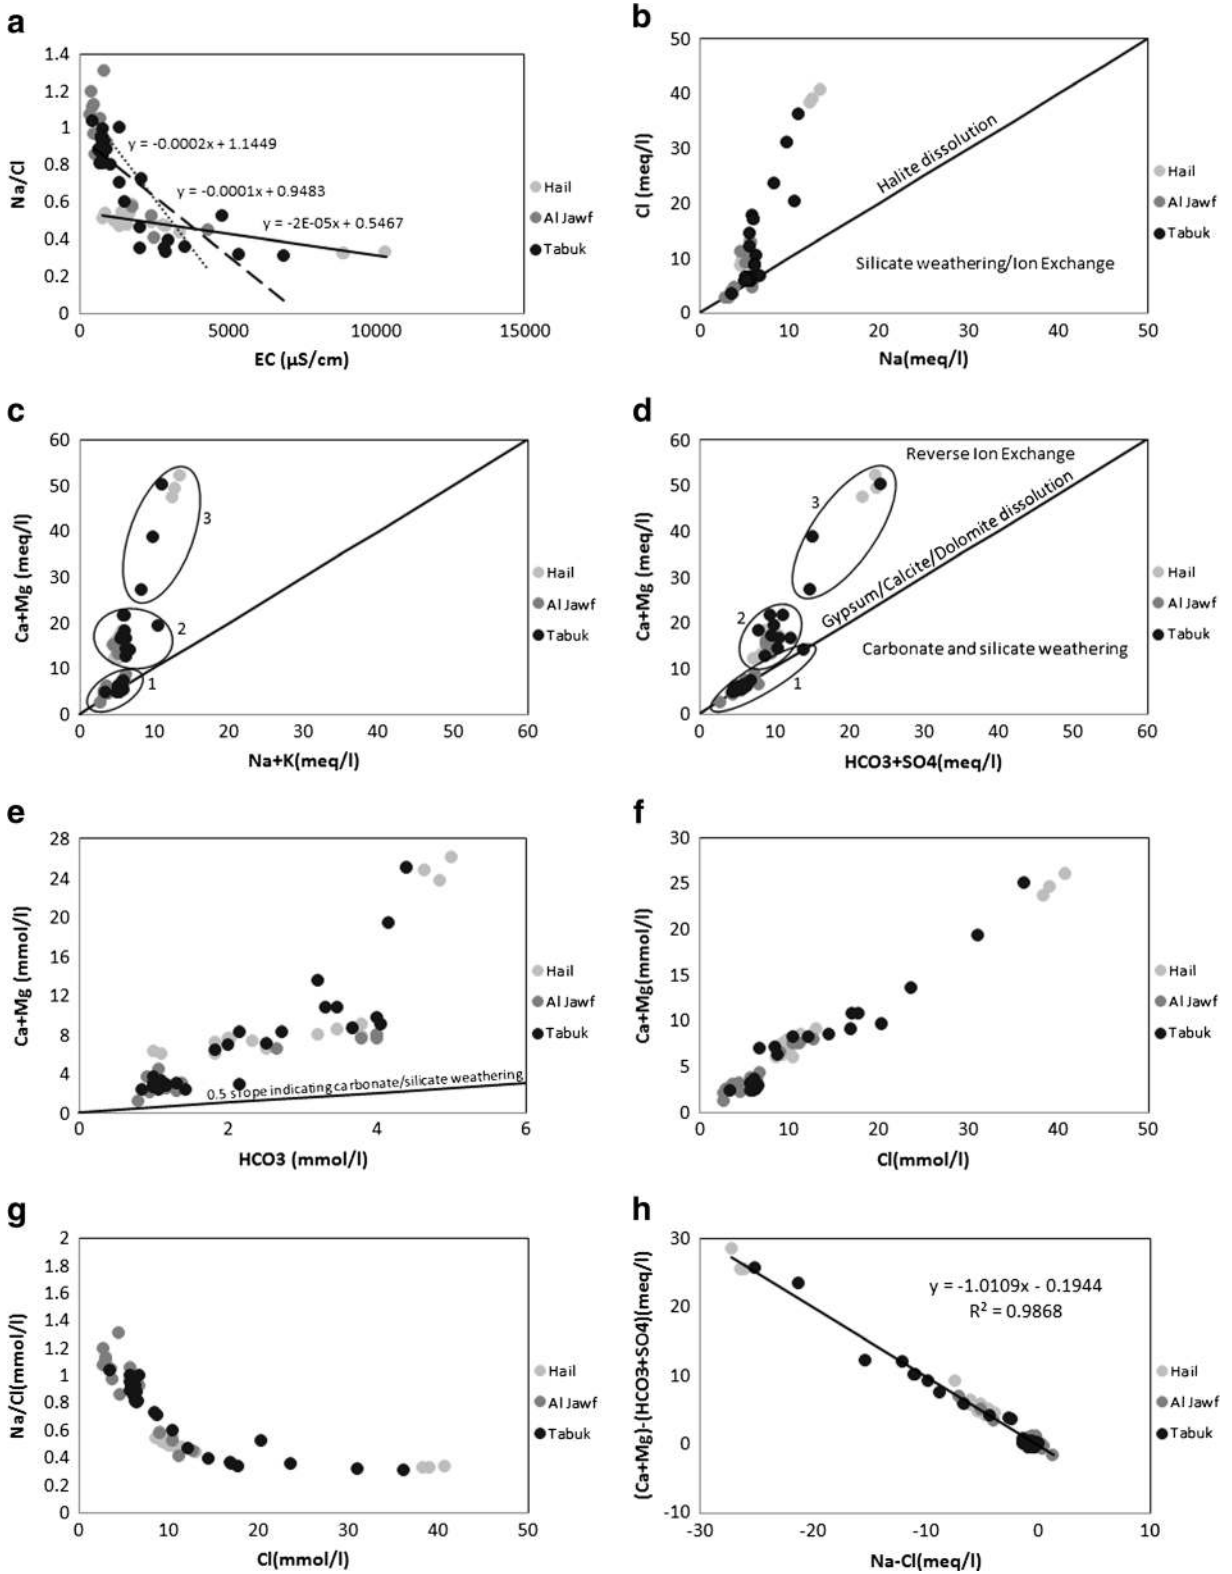 a
1.4
1.2
1
0.8
0.6
0.4
0.2
0
Na/Cl
y = -0.0002x + 1.1449
y = -0.0001x + 0.9483
y = -2E-05x + 0.5467
0 5000 10000 15000
EC (µS/cm)
Hail
Al Jawf
Tabuk
b
50
40
30
20
10
0
Cl (meq/l)
Halite dissolution
Silicate weathering/Ion Exchange
0 10 20 30 40 50
Na(meq/l)
Hail
Al Jawf
Tabuk
c
60
50
40
30
20
10
0
Ca+Mg (meq/l)
3
2
1
0 10 20 30 40 50 60
Na+K(meq/l)
Hail
Al Jawf
Tabuk
d
60
50
40
30
20
10
0
Ca+Mg (meq/l)
Reverse Ion Exchange
3
Gypsum/Calcite/Dolomite dissolution
2
Carbonate and silicate weathering
1
0 10 20 30 40 50 60
HCO3+SO4(meq/l)
Hail
Al Jawf
Tabuk
e
28
24
20
16
12
8
4
0
Ca+Mg (mmol/l)
0.5 slope indicating carbonate/silicate weathering
0 2 4 6
HCO3 (mmol/l)
Hail
Al Jawf
Tabuk
f
30
25
20
15
10
5
0
Ca+Mg(mmol/l)
0 10 20 30 40 50
Cl(mmol/l)
Hail
Al Jawf
Tabuk
g
2
1.8
1.6
1.4
1.2
1
0.8
0.6
0.4
0.2
0
Na/Cl(mmol/l)
0 10 20 30 40 50
Cl(mmol/l)
Hail
Al Jawf
Tabuk
h
30
20
10
0
-10
(Ca+Mg)-(HCO3+SO4)(meq/l)
y = -1.0109x - 0.1944
R² = 0.9868
-30 -20 -10 0 10
Na-Cl(meq/l)
Hail
Al Jawf
Tabuk